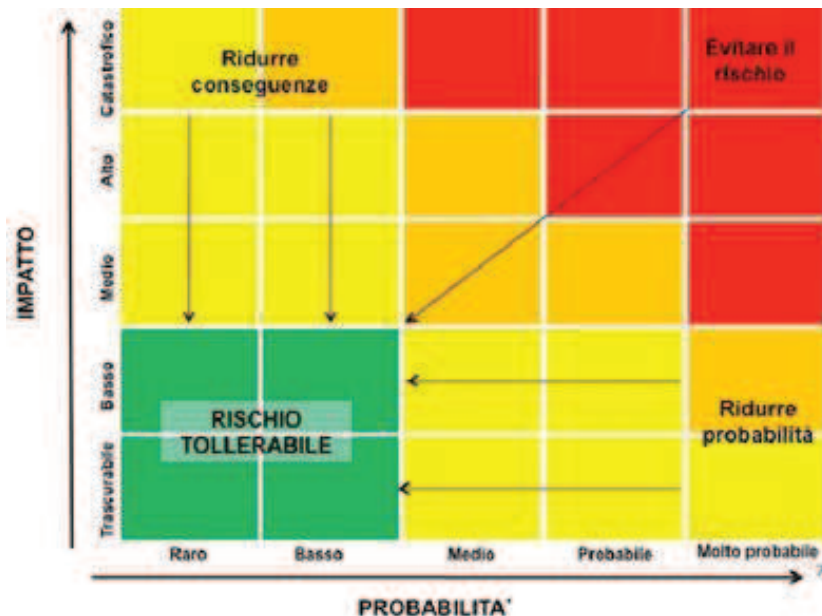 Ridurre
conseguenze
Evitare il
rischio
Catastrofico
Alto
Medio
Basso
Trascurabile
IMPATTO
RISCHIO
TOLLERABILE
Ridurre
probabilità
Raro
Basso
Medio
Probabile
Molto probabile
PROBABILITA'